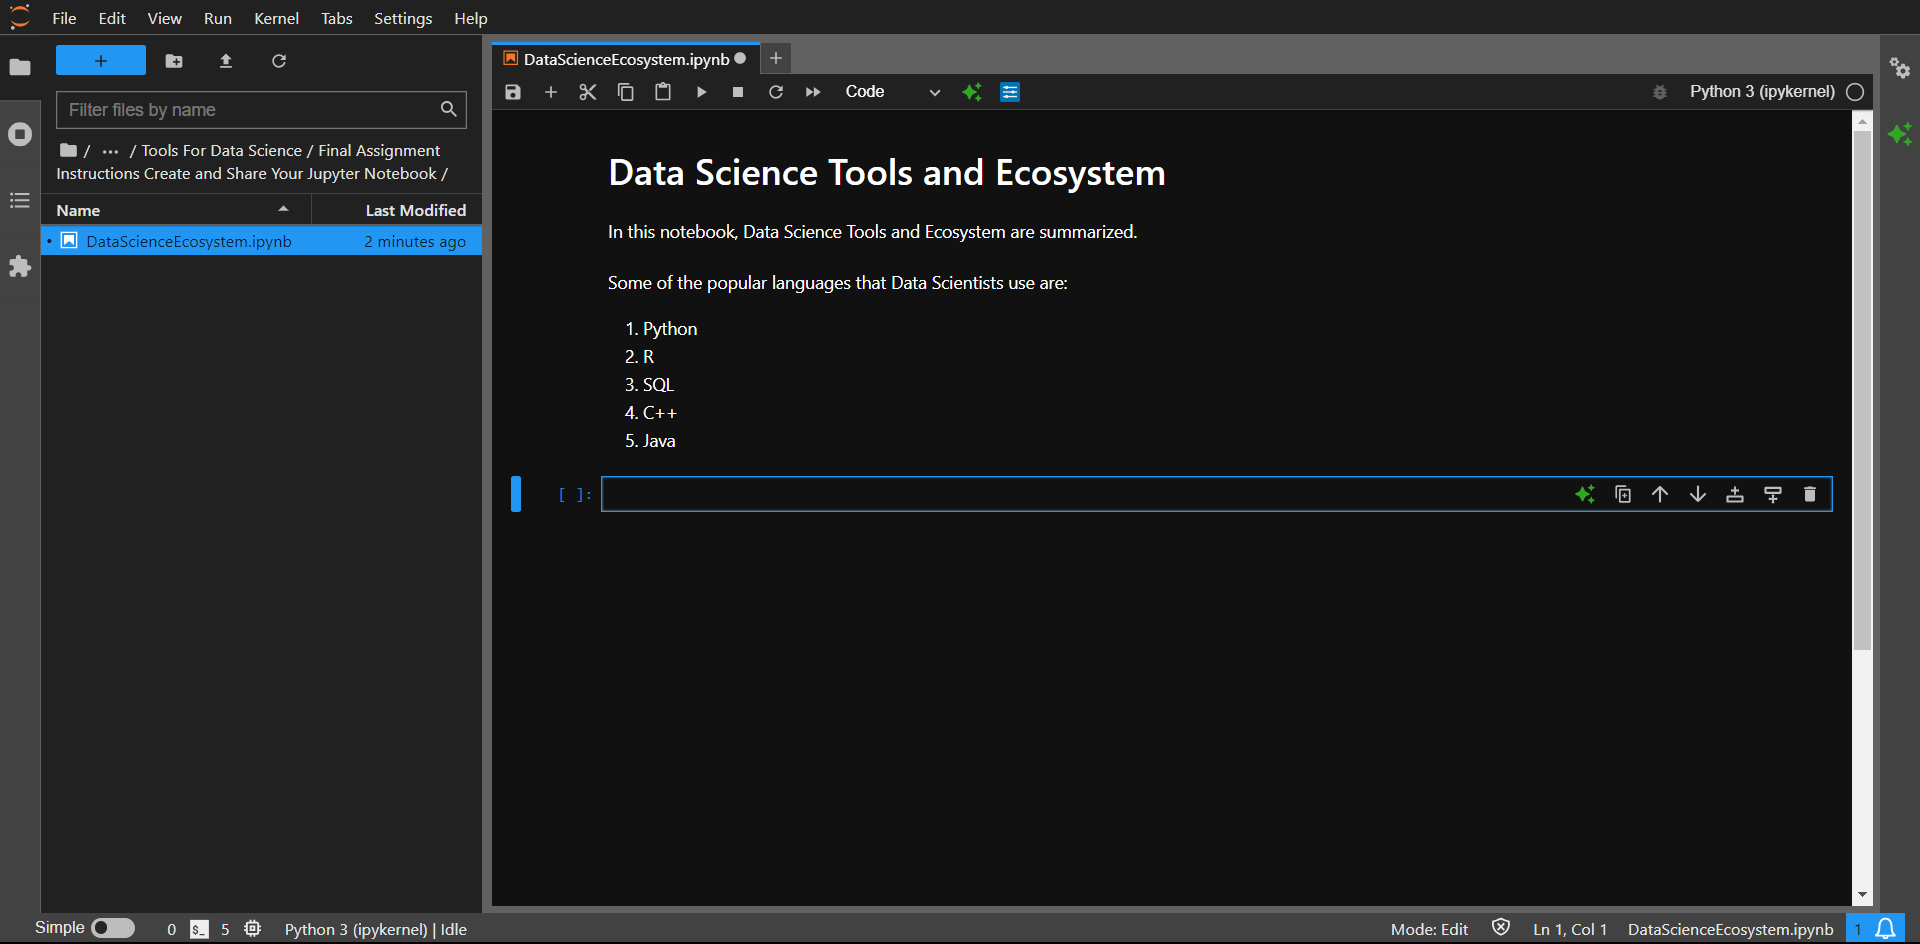 File Edit View Run Kernel Tabs Settings Help
Filter files by name
/ ··· / Tools For Data Science / Final Assignment
Instructions Create and Share Your Jupyter Notebook /
Name Last Modified
• DataScienceEcosystem.ipynb 2 minutes ago
DataScienceEcosystem.ipynb
Code Python 3 (ipykernel)
Data Science Tools and Ecosystem
In this notebook, Data Science Tools and Ecosystem are summarized.
Some of the popular languages that Data Scientists use are:
1. Python
2. R
3. SQL
4. C++
5. Java
[ ]:
Simple 0 $_ 5 Python 3 (ipykernel) | Idle Mode: Edit Ln 1, Col 1 DataScienceEcosystem.ipynb 1